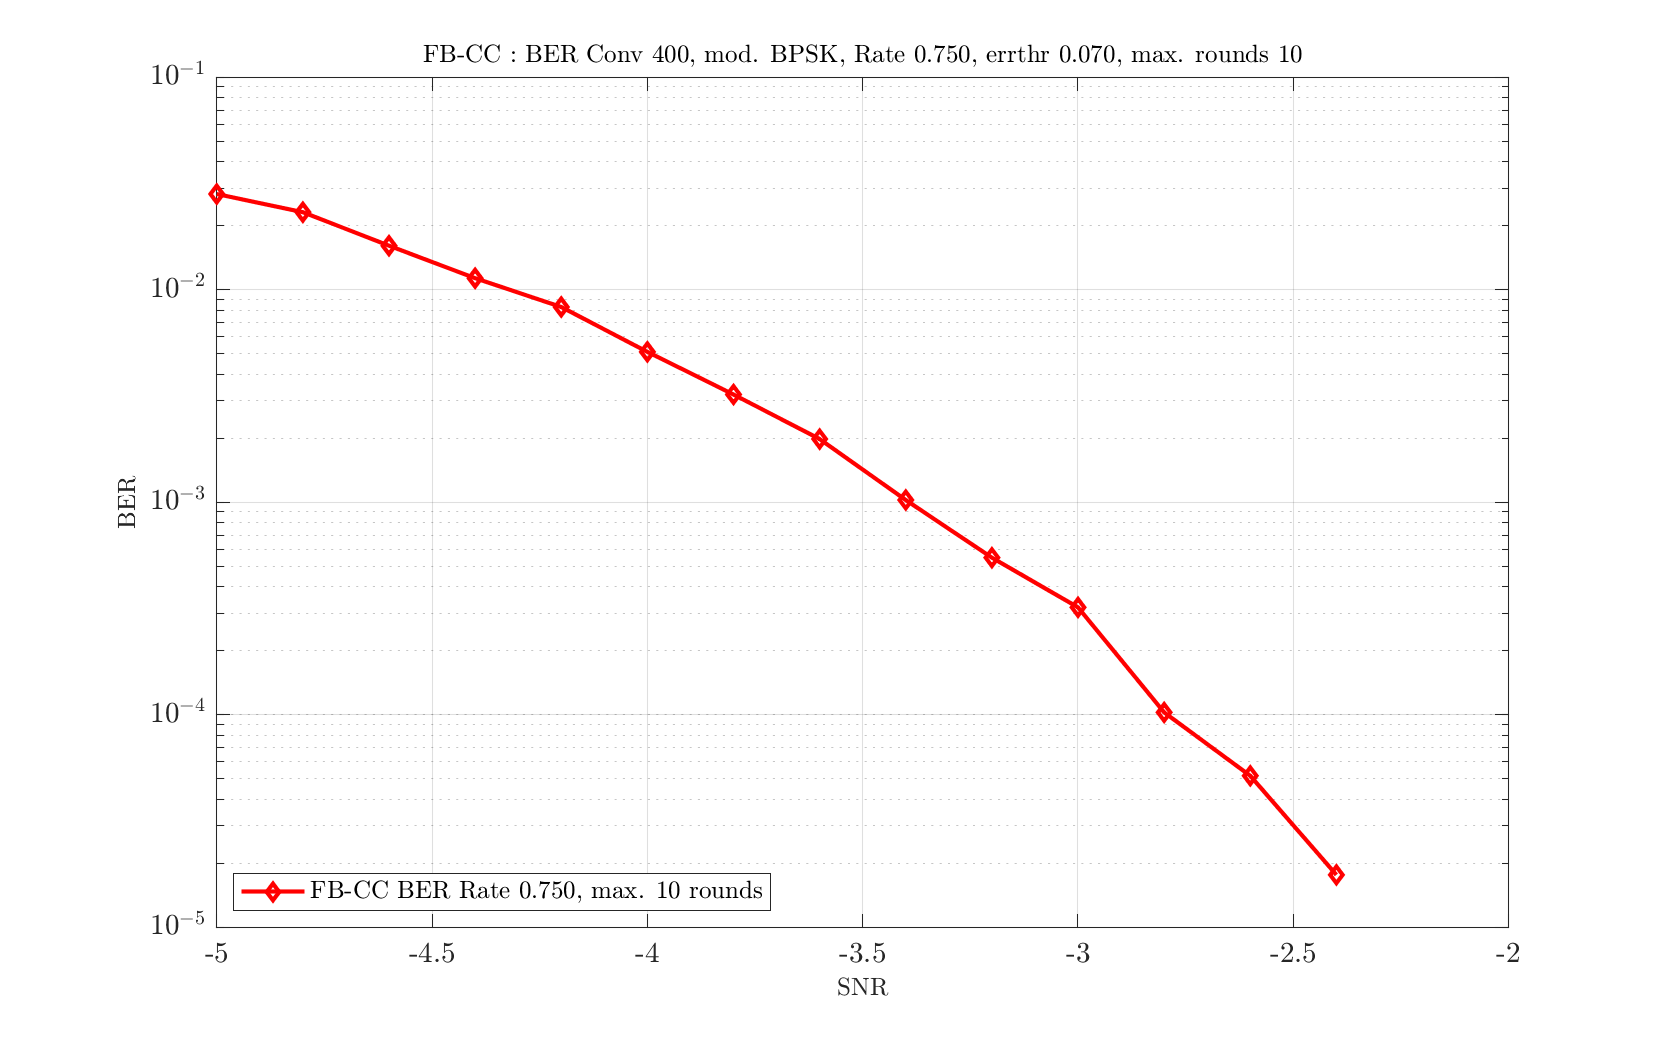 FB-CC : BER Conv 400, mod. BPSK, Rate 0.750, errthr 0.070, max. rounds 10
10⁻¹
10⁻²
10⁻³
10⁻⁴
10⁻⁵
BER
FB-CC BER Rate 0.750, max. 10 rounds
-5 -4.5 -4 -3.5 -3 -2.5 -2
SNR